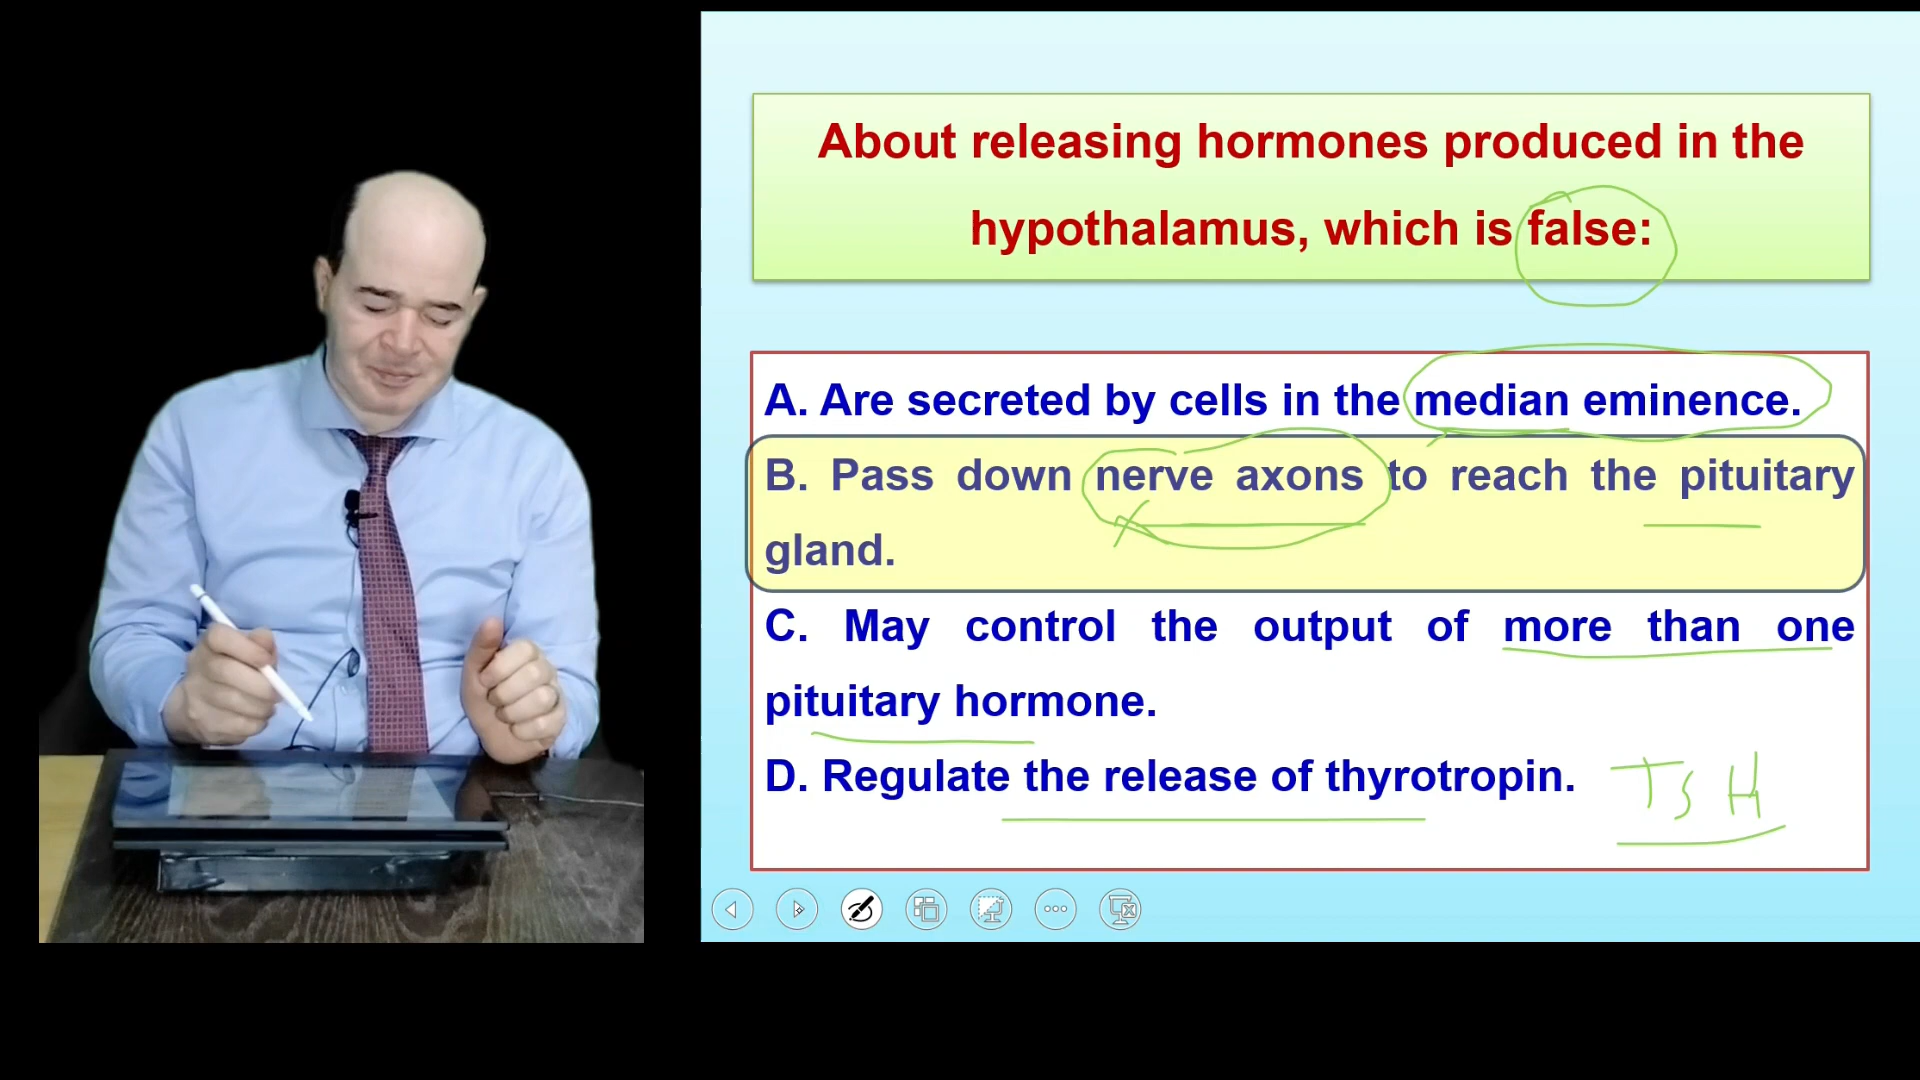 About releasing hormones produced in the
hypothalamus, which is false:
A. Are secreted by cells in the median eminence.
B. Pass down nerve axons to reach the pituitary
gland.
C. May control the output of more than one
pituitary hormone.
D. Regulate the release of thyrotropin.
TSH